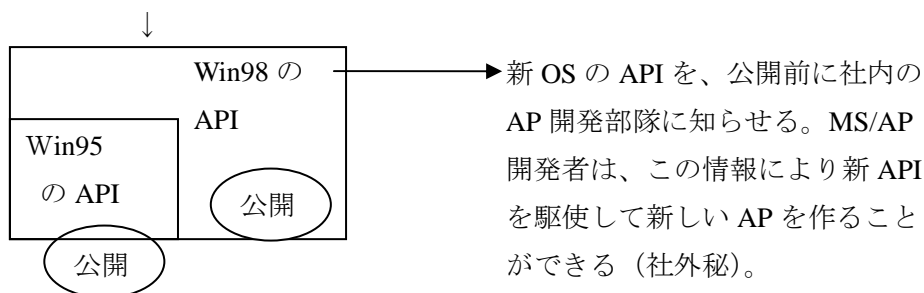 ↓
Win98 の
API
Win95
の API
公開
公開
新 OS の API を、公開前に社内の
AP 開発部隊に知らせる。MS/AP
開発者は、この情報により新 API
を駆使して新しい AP を作ること
ができる（社外秘）。